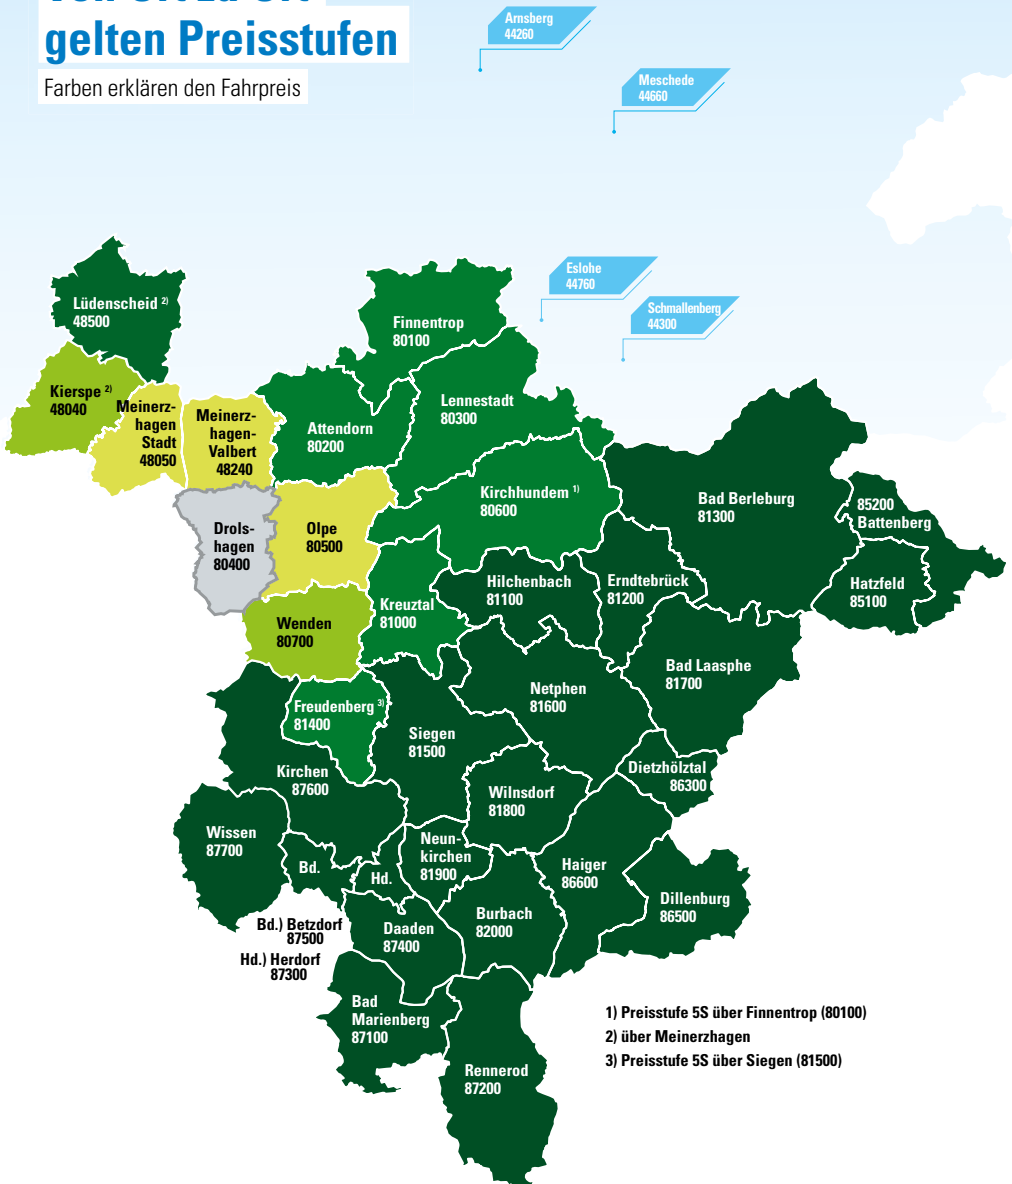 gelten Preisstufen
Farben erklären den Fahrpreis
Arnsberg
44260
Meschede
44660
Eslohe
44760
Schmallenberg
44300
Lüdenscheid 2)
48500
Kierspe 2)
48040
Meinerz-
hagen
Stadt
48050
Meinerz-
hagen-
Valbert
48240
Finnentrop
80100
Attendorn
80200
Lennestadt
80300
Kirchhundem 1)
80600
Drols-
hagen
80400
Olpe
80500
Wenden
80700
Kreuztal
81000
Hilchenbach
81100
Erndtebrück
81200
Bad Berleburg
81300
85200
Battenberg
Hatzfeld
85100
Bad Laasphe
81700
Netphen
81600
Freudenberg 3)
81400
Siegen
81500
Kirchen
87600
Wilnsdorf
81800
Dietzhölztal
86300
Wissen
87700
Bd.
Hd.
Neun-
kirchen
81900
Haiger
86600
Dillenburg
86500
Burbach
82000
Daaden
87400
Bd.) Betzdorf
87500
Hd.) Herdorf
87300
Bad
Marienberg
87100
Rennerod
87200
1) Preisstufe 5S über Finnentrop (80100)
2) über Meinerzhagen
3) Preisstufe 5S über Siegen (81500)